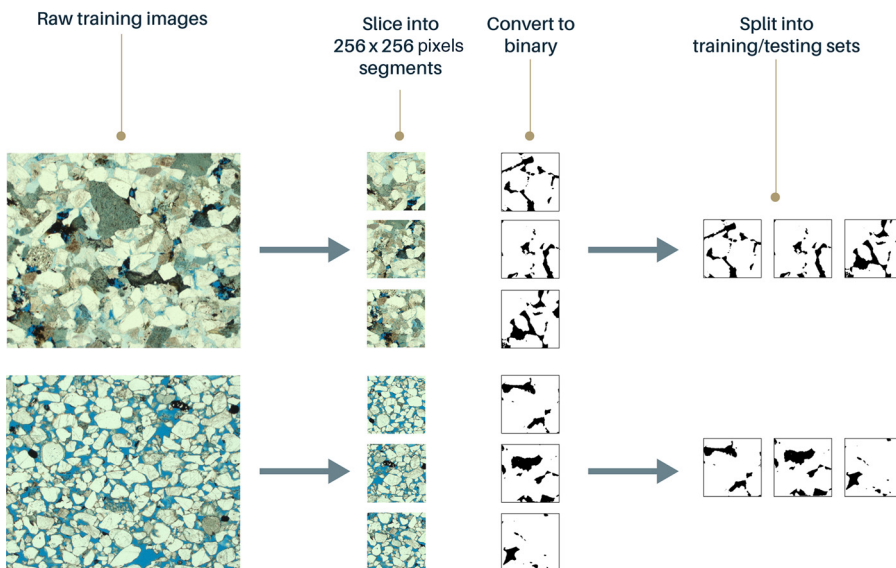 Raw training images
Slice into
256 x 256 pixels
segments
Convert to
binary
Split into
training/testing sets